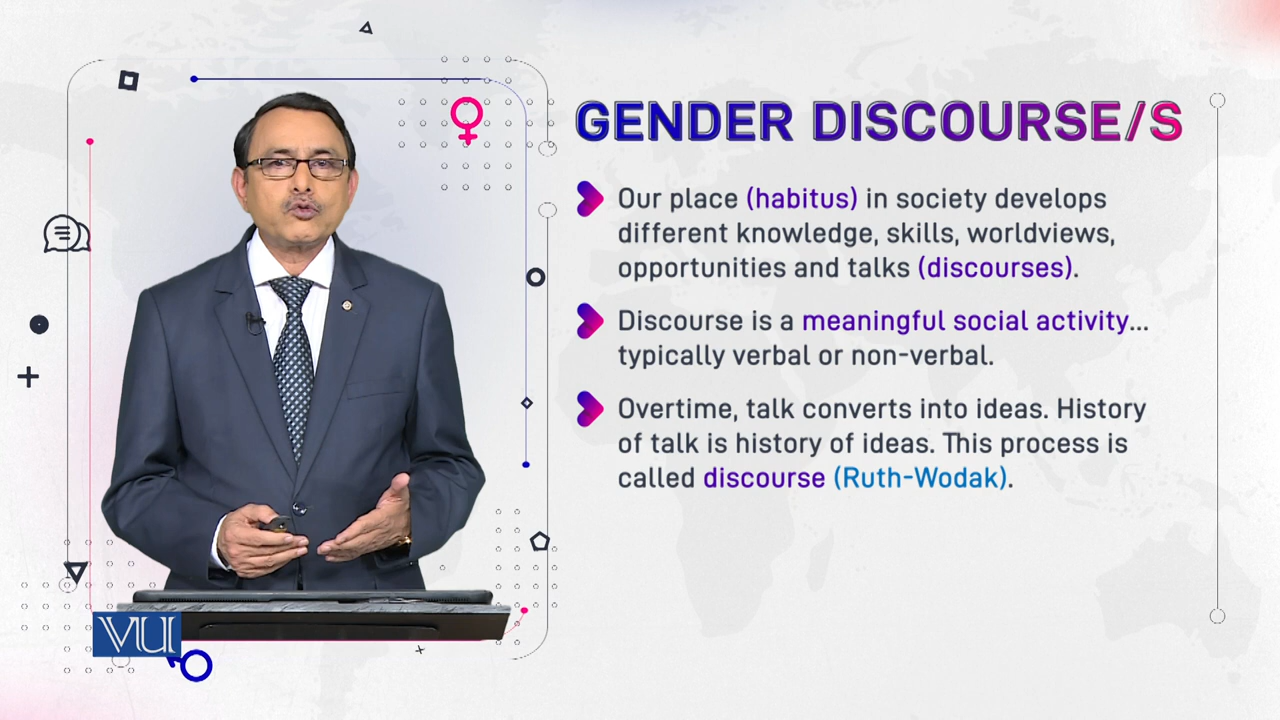 GENDER DISCOURSE/S
Our place (habitus) in society develops
different knowledge, skills, worldviews,
opportunities and talks (discourses).
Discourse is a meaningful social activity...
typically verbal or non-verbal.
Overtime, talk converts into ideas. History
of talk is history of ideas. This process is
called discourse (Ruth-Wodak).
VU